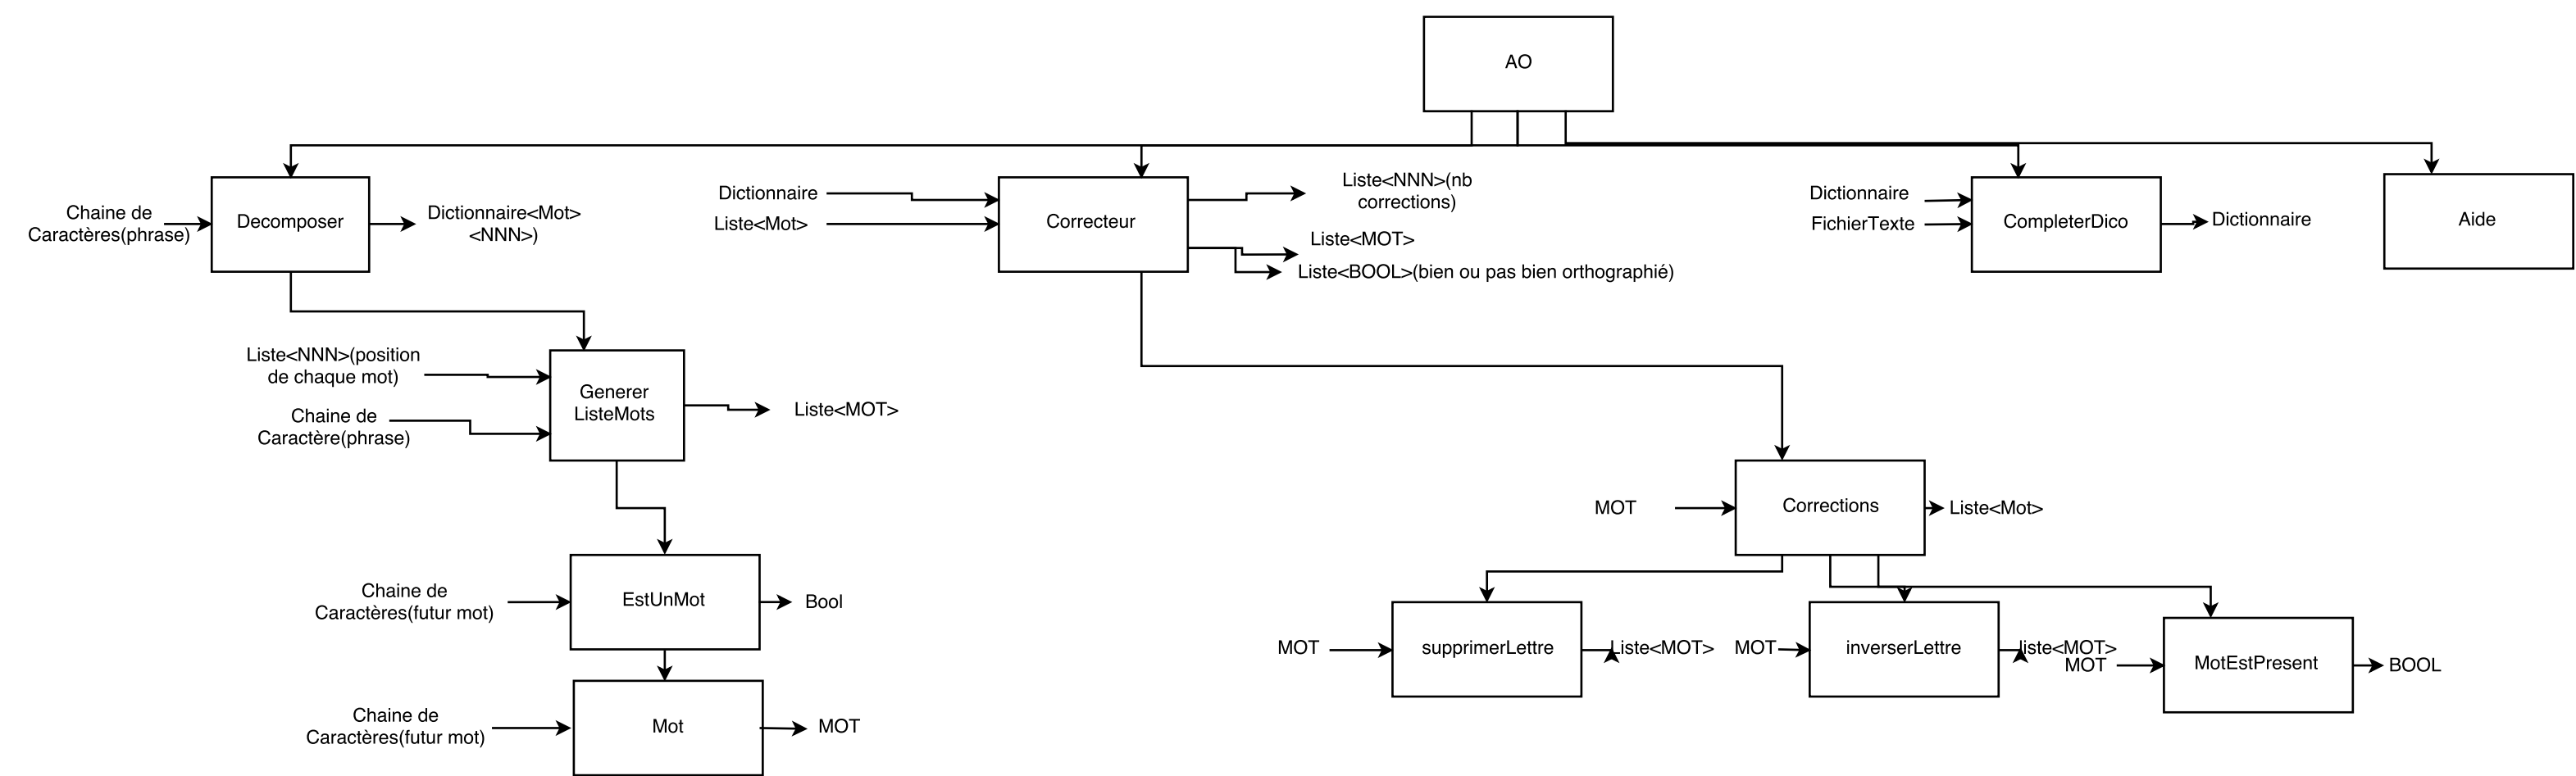 AO
Chaine de
Caractères(phrase)
Decomposer
Dictionnaire<Mot>
<NNN>)
Dictionnaire
Liste<Mot>
Correcteur
Liste<NNN>(nb
corrections)
Liste<MOT>
Liste<BOOL>(bien ou pas bien orthographié)
Dictionnaire
FichierTexte
CompleterDico
Dictionnaire
Aide
Liste<NNN>(position
de chaque mot)
Chaine de
Caractère(phrase)
Generer
ListeMots
Liste<MOT>
MOT
Corrections
Liste<Mot>
Chaine de
Caractères(futur mot)
EstUnMot
Bool
MOT
supprimerLettre
Liste<MOT>
MOT
inverserLettre
liste<MOT>
MOT
MotEstPresent
BOOL
Chaine de
Caractères(futur mot)
Mot
MOT